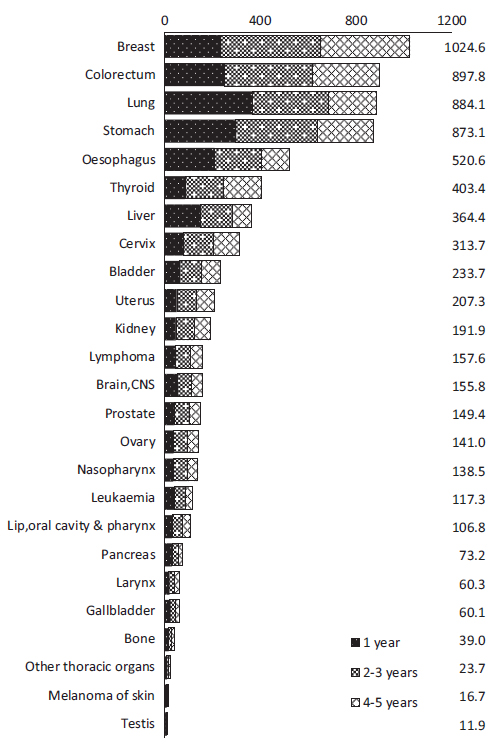 0 400 800 1200
Breast 1024.6
Colorectum 897.8
Lung 884.1
Stomach 873.1
Oesophagus 520.6
Thyroid 403.4
Liver 364.4
Cervix 313.7
Bladder 233.7
Uterus 207.3
Kidney 191.9
Lymphoma 157.6
Brain,CNS 155.8
Prostate 149.4
Ovary 141.0
Nasopharynx 138.5
Leukaemia 117.3
Lip,oral cavity & pharynx 106.8
Pancreas 73.2
Larynx 60.3
Gallbladder 60.1
Bone 39.0
Other thoracic organs 23.7
Melanoma of skin 16.7
Testis 11.9
1 year
2-3 years
4-5 years